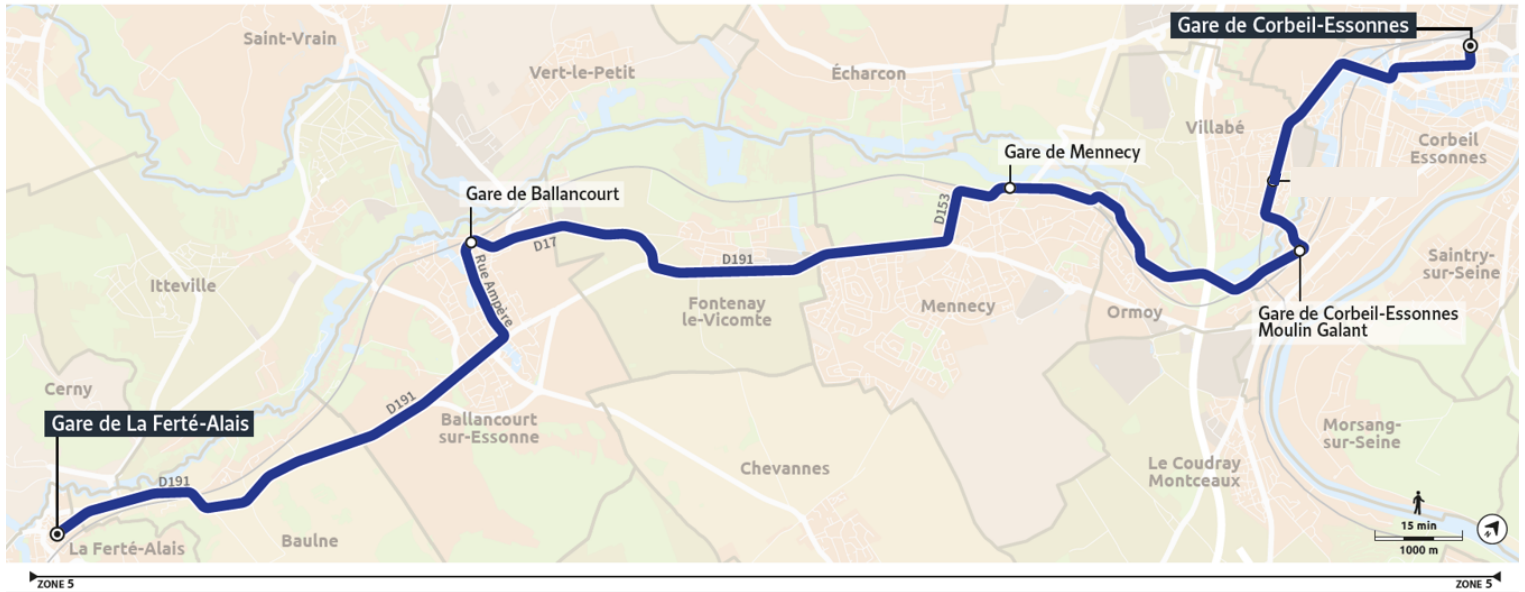 Gare de Corbeil-Essonnes
Saint-Vrain
Vert-le-Petit
Écharcon
Villabé
Corbeil
Essonnes
Gare de Mennecy
Gare de Ballancourt
D153
D17
D191
Rue Ampère
Saintry-
sur-Seine
Itteville
Fontenay
le-Vicomte
Mennecy
Ormoy
Gare de Corbeil-Essonnes
Moulin Galant
Cerny
D191
Gare de La Ferté-Alais
Ballancourt
sur-Essonne
Morsang-
sur-Seine
Chevannes
Le Coudray
Montceaux
D191
La Ferté-Alais
Baulne
15 min
1000 m
ZONE 5
ZONE 5